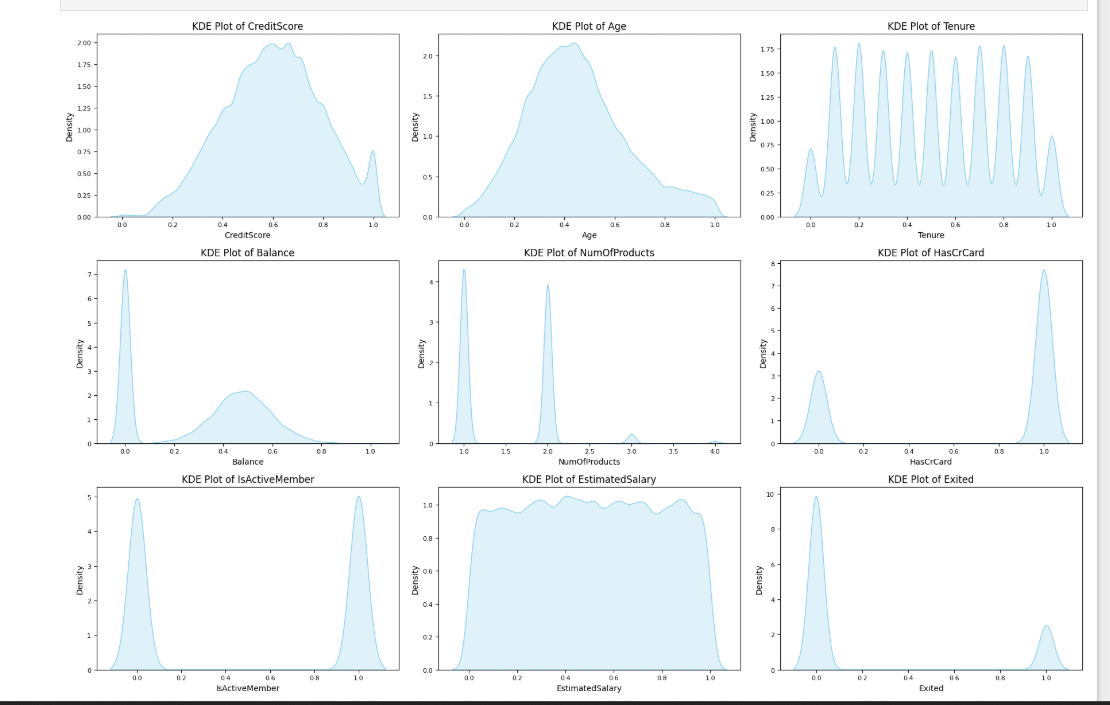 KDE Plot of CreditScore
Density
2.00
1.75
1.50
1.25
1.00
0.75
0.50
0.25
0.00
0.0 0.2 0.4 0.6 0.8 1.0
CreditScore
KDE Plot of Age
Density
2.0
1.5
1.0
0.5
0.0
0.0 0.2 0.4 0.6 0.8 1.0
Age
KDE Plot of Tenure
Density
1.75
1.50
1.25
1.00
0.75
0.50
0.25
0.00
0.0 0.2 0.4 0.6 0.8 1.0
Tenure
KDE Plot of Balance
Density
7
6
5
4
3
2
1
0
0.0 0.2 0.4 0.6 0.8 1.0
Balance
KDE Plot of NumOfProducts
Density
4
3
2
1
0
1.0 1.5 2.0 2.5 3.0 3.5 4.0
NumOfProducts
KDE Plot of HasCrCard
Density
8
7
6
5
4
3
2
1
0
0.0 0.2 0.4 0.6 0.8 1.0
HasCrCard
KDE Plot of IsActiveMember
Density
5
4
3
2
1
0
0.0 0.2 0.4 0.6 0.8 1.0
IsActiveMember
KDE Plot of EstimatedSalary
Density
1.0
0.8
0.6
0.4
0.2
0.0
0.0 0.2 0.4 0.6 0.8 1.0
EstimatedSalary
KDE Plot of Exited
Density
10
8
6
4
2
0
0.0 0.2 0.4 0.6 0.8 1.0
Exited